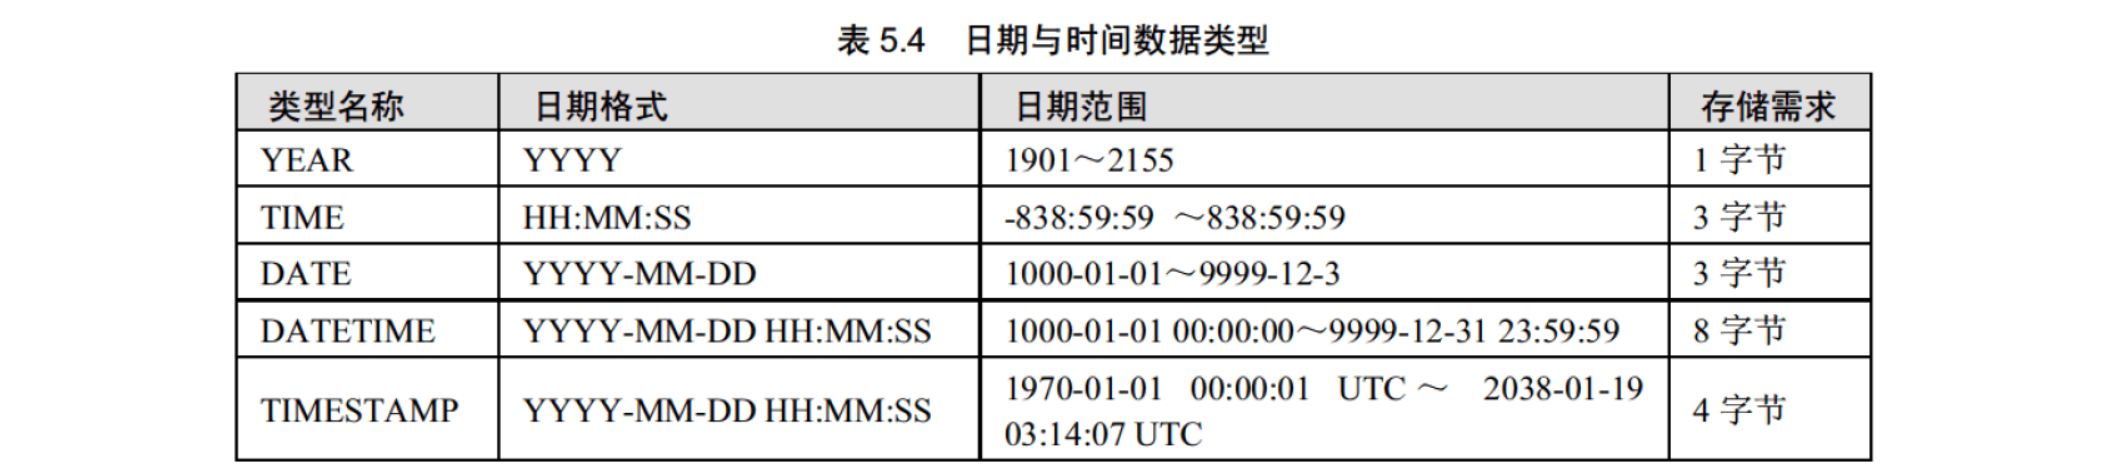 表 5.4 日期与时间数据类型
类型名称 日期格式 日期范围 存储需求
YEAR YYYY 1901～2155 1 字节
TIME HH:MM:SS -838:59:59 ～838:59:59 3 字节
DATE YYYY-MM-DD 1000-01-01～9999-12-3 3 字节
DATETIME YYYY-MM-DD HH:MM:SS 1000-01-01 00:00:00～9999-12-31 23:59:59 8 字节
TIMESTAMP YYYY-MM-DD HH:MM:SS 1970-01-01 00:00:01 UTC ～ 2038-01-19
03:14:07 UTC 4 字节